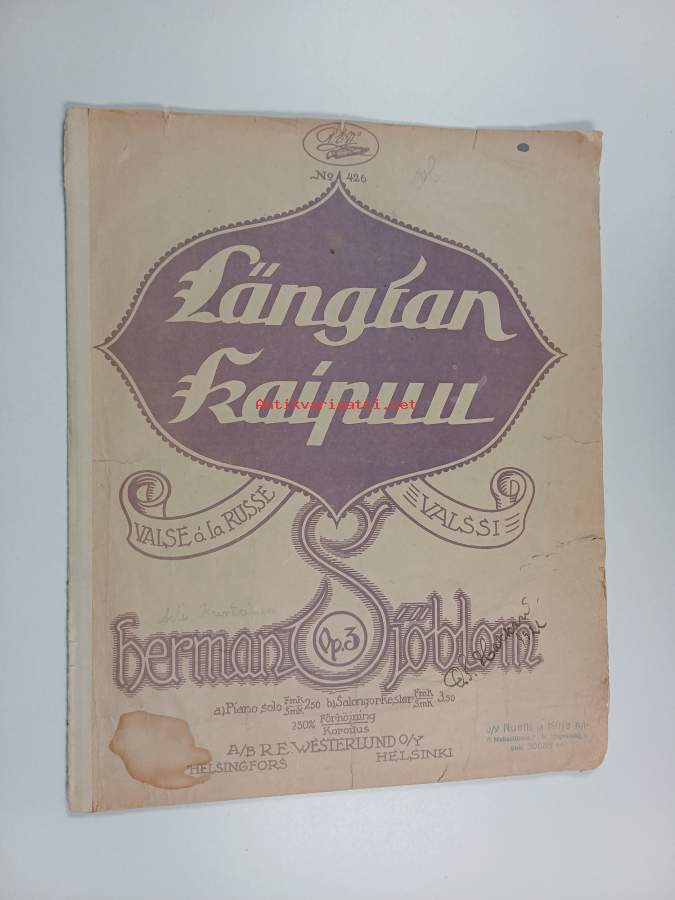 No 426
Längtan
Kaipuu
Antikvariaatti.net
VALSE á la RUSSE
VALSSI
herman Sjöblom
Op.3
a) Piano solo Fmk Smk 2,50 b) Salongorkester Fmk Smk 3,50
250% Förhöjning
Korotus
A/B R.E. WESTERLUND O/Y
HELSINGFORS HELSINKI